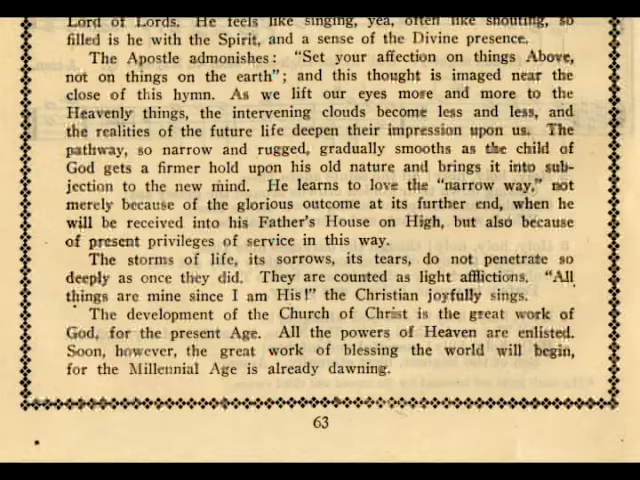 Lord of Lords. He feels like singing, yea, often like shouting, so
filled is he with the Spirit, and a sense of the Divine presence.
The Apostle admonishes: "Set your affection on things Above,
not on things on the earth"; and this thought is imaged near the
close of this hymn. As we lift our eyes more and more to the
Heavenly things, the intervening clouds become less and less, and
the realities of the future life deepen their impression upon us. The
pathway, so narrow and rugged, gradually smooths as the child of
God gets a firmer hold upon his old nature and brings it into sub-
jection to the new mind. He learns to love the "narrow way," not
merely because of the glorious outcome at its further end, when he
will be received into his Father's House on High, but also because
of present privileges of service in this way.
The storms of life, its sorrows, its tears, do not penetrate so
deeply as once they did. They are counted as light afflictions. "All
things are mine since I am His!" the Christian joyfully sings.
The development of the Church of Christ is the great work of
God, for the present Age. All the powers of Heaven are enlisted.
Soon, however, the great work of blessing the world will begin,
for the Millennial Age is already dawning.
63